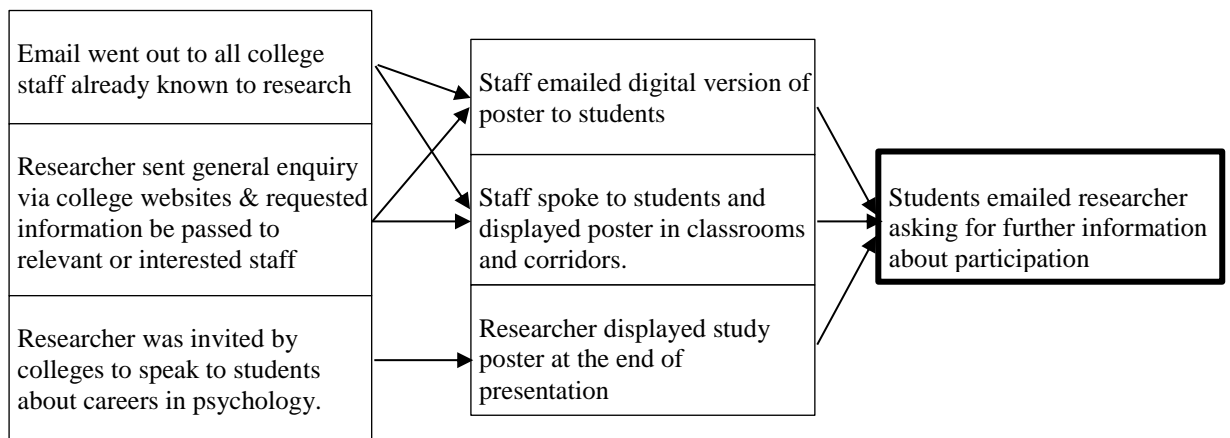 Email went out to all college
staff already known to research
Researcher sent general enquiry
via college websites & requested
information be passed to
relevant or interested staff
Researcher was invited by
colleges to speak to students
about careers in psychology.
Staff emailed digital version of
poster to students
Staff spoke to students and
displayed poster in classrooms
and corridors.
Researcher displayed study
poster at the end of
presentation
Students emailed researcher
asking for further information
about participation